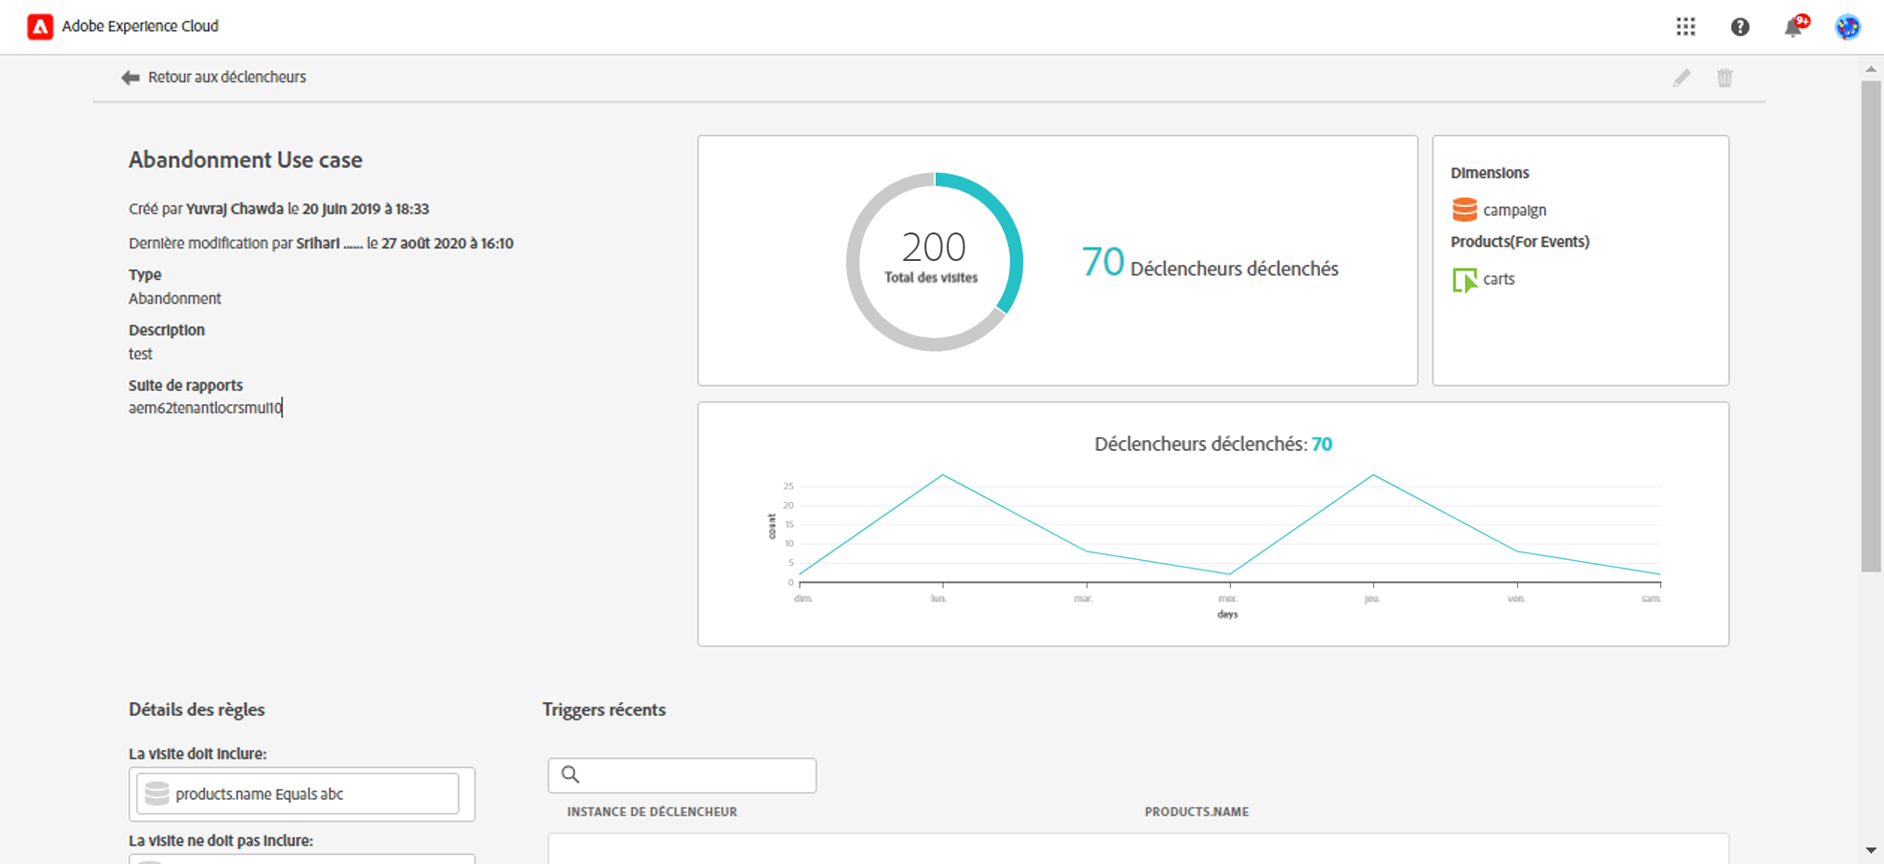 Adobe Experience Cloud
9+
Retour aux déclencheurs
Abandonment Use case
Créé par Yuvraj Chawda le 20 juin 2019 à 18:33
Dernière modification par Srihari ...... le 27 août 2020 à 16:10
Type
Abandonment
Description
test
Suite de rapports
aem62tenantlocrsmul10
200
Total des visites
70 Déclencheurs déclenchés
Dimensions
campaign
Products(For Events)
carts
Déclencheurs déclenchés: 70
count
25
20
15
10
5
0
dim. lun. mar. mer. jeu. ven. sam.
days
Détails des règles
La visite doit inclure:
products.name Equals abc
La visite ne doit pas inclure:
Triggers récents
INSTANCE DE DÉCLENCHEUR PRODUCTS.NAME